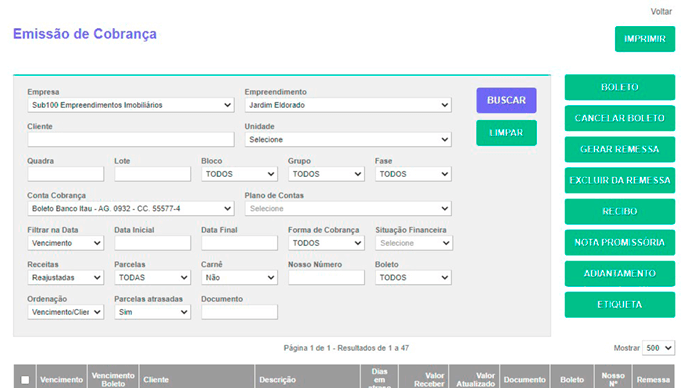 Voltar
Emissão de Cobrança
IMPRIMIR
Empresa
Empreendimento
Sub100 Empreendimentos Imobiliários
Jardim Eldorado
BUSCAR
BOLETO
Cliente
Unidade
Selecione
LIMPAR
CANCELAR BOLETO
Quadra Lote Bloco Grupo Fase
TODOS TODOS TODOS
GERAR REMESSA
EXCLUIR DA REMESSA
Conta Cobrança Plano de Contas
Boleto Banco Itau - AG. 0932 - CC. 55577-4 Selecione
RECIBO
Filtrar na Data Data Inicial Data Final Forma de Cobrança Situação Financeira
Vencimento TODOS Selecione
NOTA PROMISSÓRIA
Receitas Parcelas Carnê Nosso Número Boleto
Reajustadas TODAS Não TODOS
ADIANTAMENTO
Ordenação Parcelas atrasadas Documento
Vencimento/Clier Sim
ETIQUETA
Página 1 de 1 - Resultados de 1 a 47
Mostrar 500
Vencimento
Vencimento Boleto
Cliente
Descrição
Dias em
Valor Receber
Valor Atualizado
Documento
Boleto
Nosso Nº
Remessa